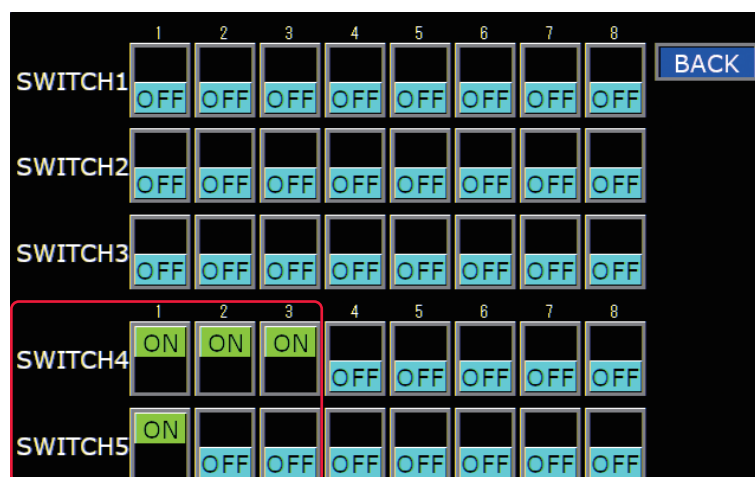 1 2 3 4 5 6 7 8
BACK
SWITCH1 OFF OFF OFF OFF OFF OFF OFF OFF
SWITCH2 OFF OFF OFF OFF OFF OFF OFF OFF
SWITCH3 OFF OFF OFF OFF OFF OFF OFF OFF
1 2 3 4 5 6 7 8
SWITCH4 ON ON ON OFF OFF OFF OFF OFF
SWITCH5 ON OFF OFF OFF OFF OFF OFF OFF